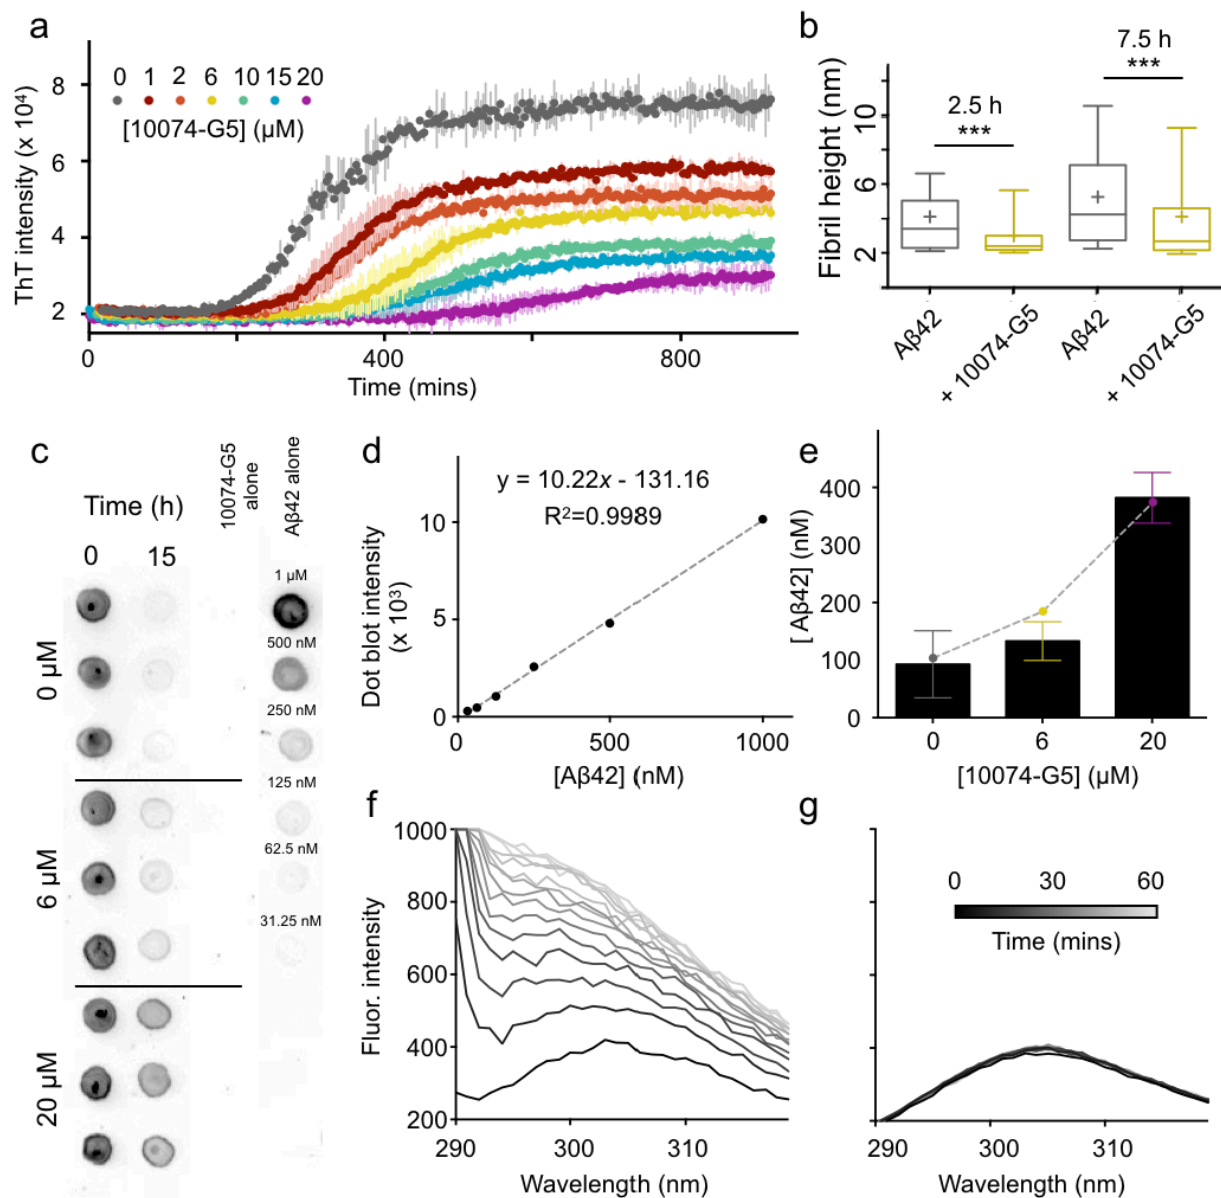 a
ThT intensity (x 10⁴)
8
6
4
2
0 1 2 6 10 15 20
[10074-G5] (μM)
0 400 800
Time (mins)
b
Fibril height (nm)
10
6
2
2.5 h
***
7.5 h
***
Aβ42
+ 10074-G5
Aβ42
+ 10074-G5
c
Time (h)
0 15
10074-G5
alone
Aβ42 alone
0 μM
6 μM
20 μM
1 μM
500 nM
250 nM
125 nM
62.5 nM
31.25 nM
d
y = 10.22x - 131.16
R²=0.9989
Dot blot intensity
(x 10³)
10
5
0
0 500 1000
[Aβ42] (nM)
e
[ Aβ42] (nM)
400
300
200
100
0
0 6 20
[10074-G5] (μM)
f
Fluor. intensity
1000
800
600
400
200
290 300 310
Wavelength (nm)
g
0 30 60
Time (mins)
290 300 310
Wavelength (nm)